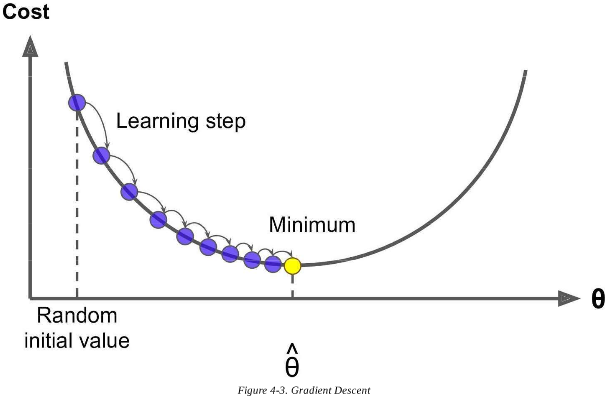 Cost
Learning step
Minimum
θ
Random
initial value
θ̂
Figure 4-3. Gradient Descent